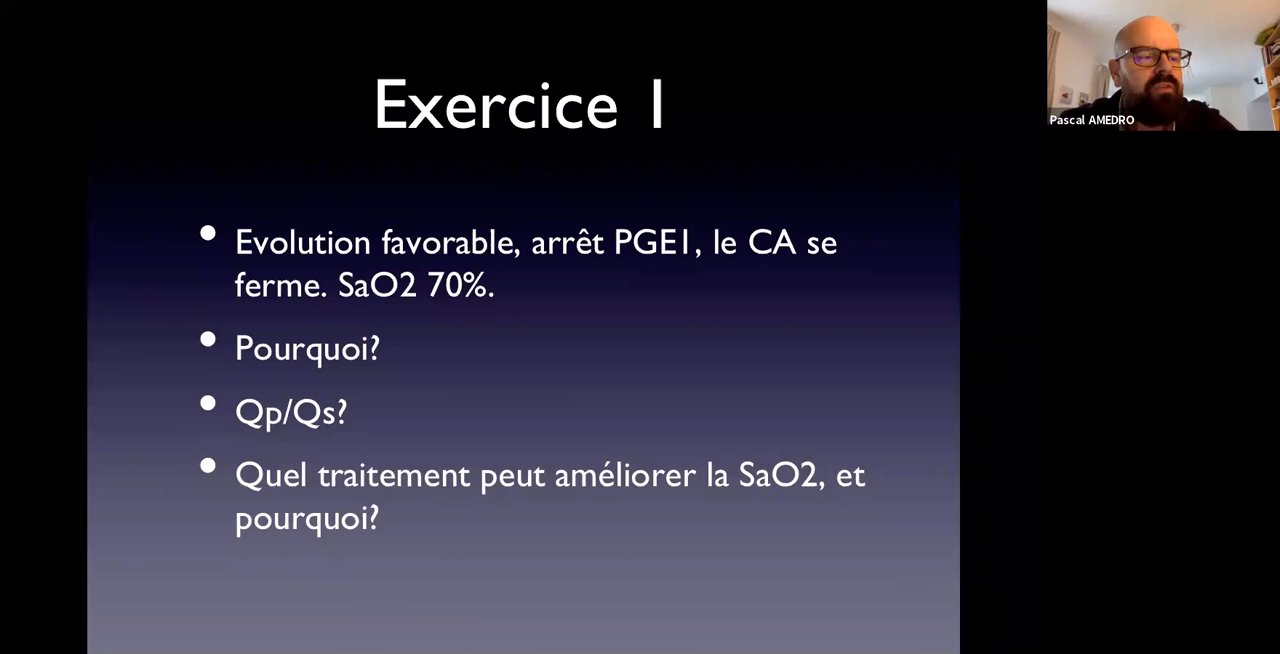 Exercice 1
Pascal AMEDRO
• Evolution favorable, arrêt PGE1, le CA se
ferme. SaO2 70%.
• Pourquoi?
• Qp/Qs?
• Quel traitement peut améliorer la SaO2, et
pourquoi?